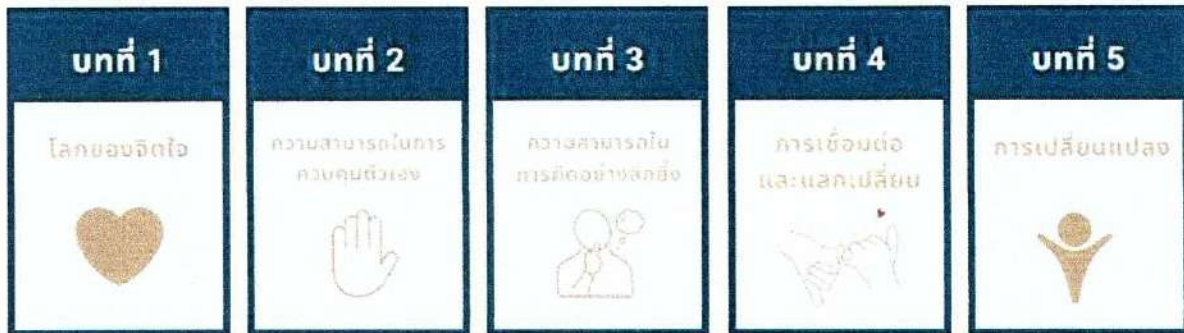 บทที่ 1
โลกของจิตใจ
บทที่ 2
ความสามารถในการ
ควบคุมตัวเอง
บทที่ 3
ความสามารถใน
การคิดอย่างลึกซึ้ง
บทที่ 4
การเชื่อมต่อ
และแลกเปลี่ยน
บทที่ 5
การเปลี่ยนแปลง